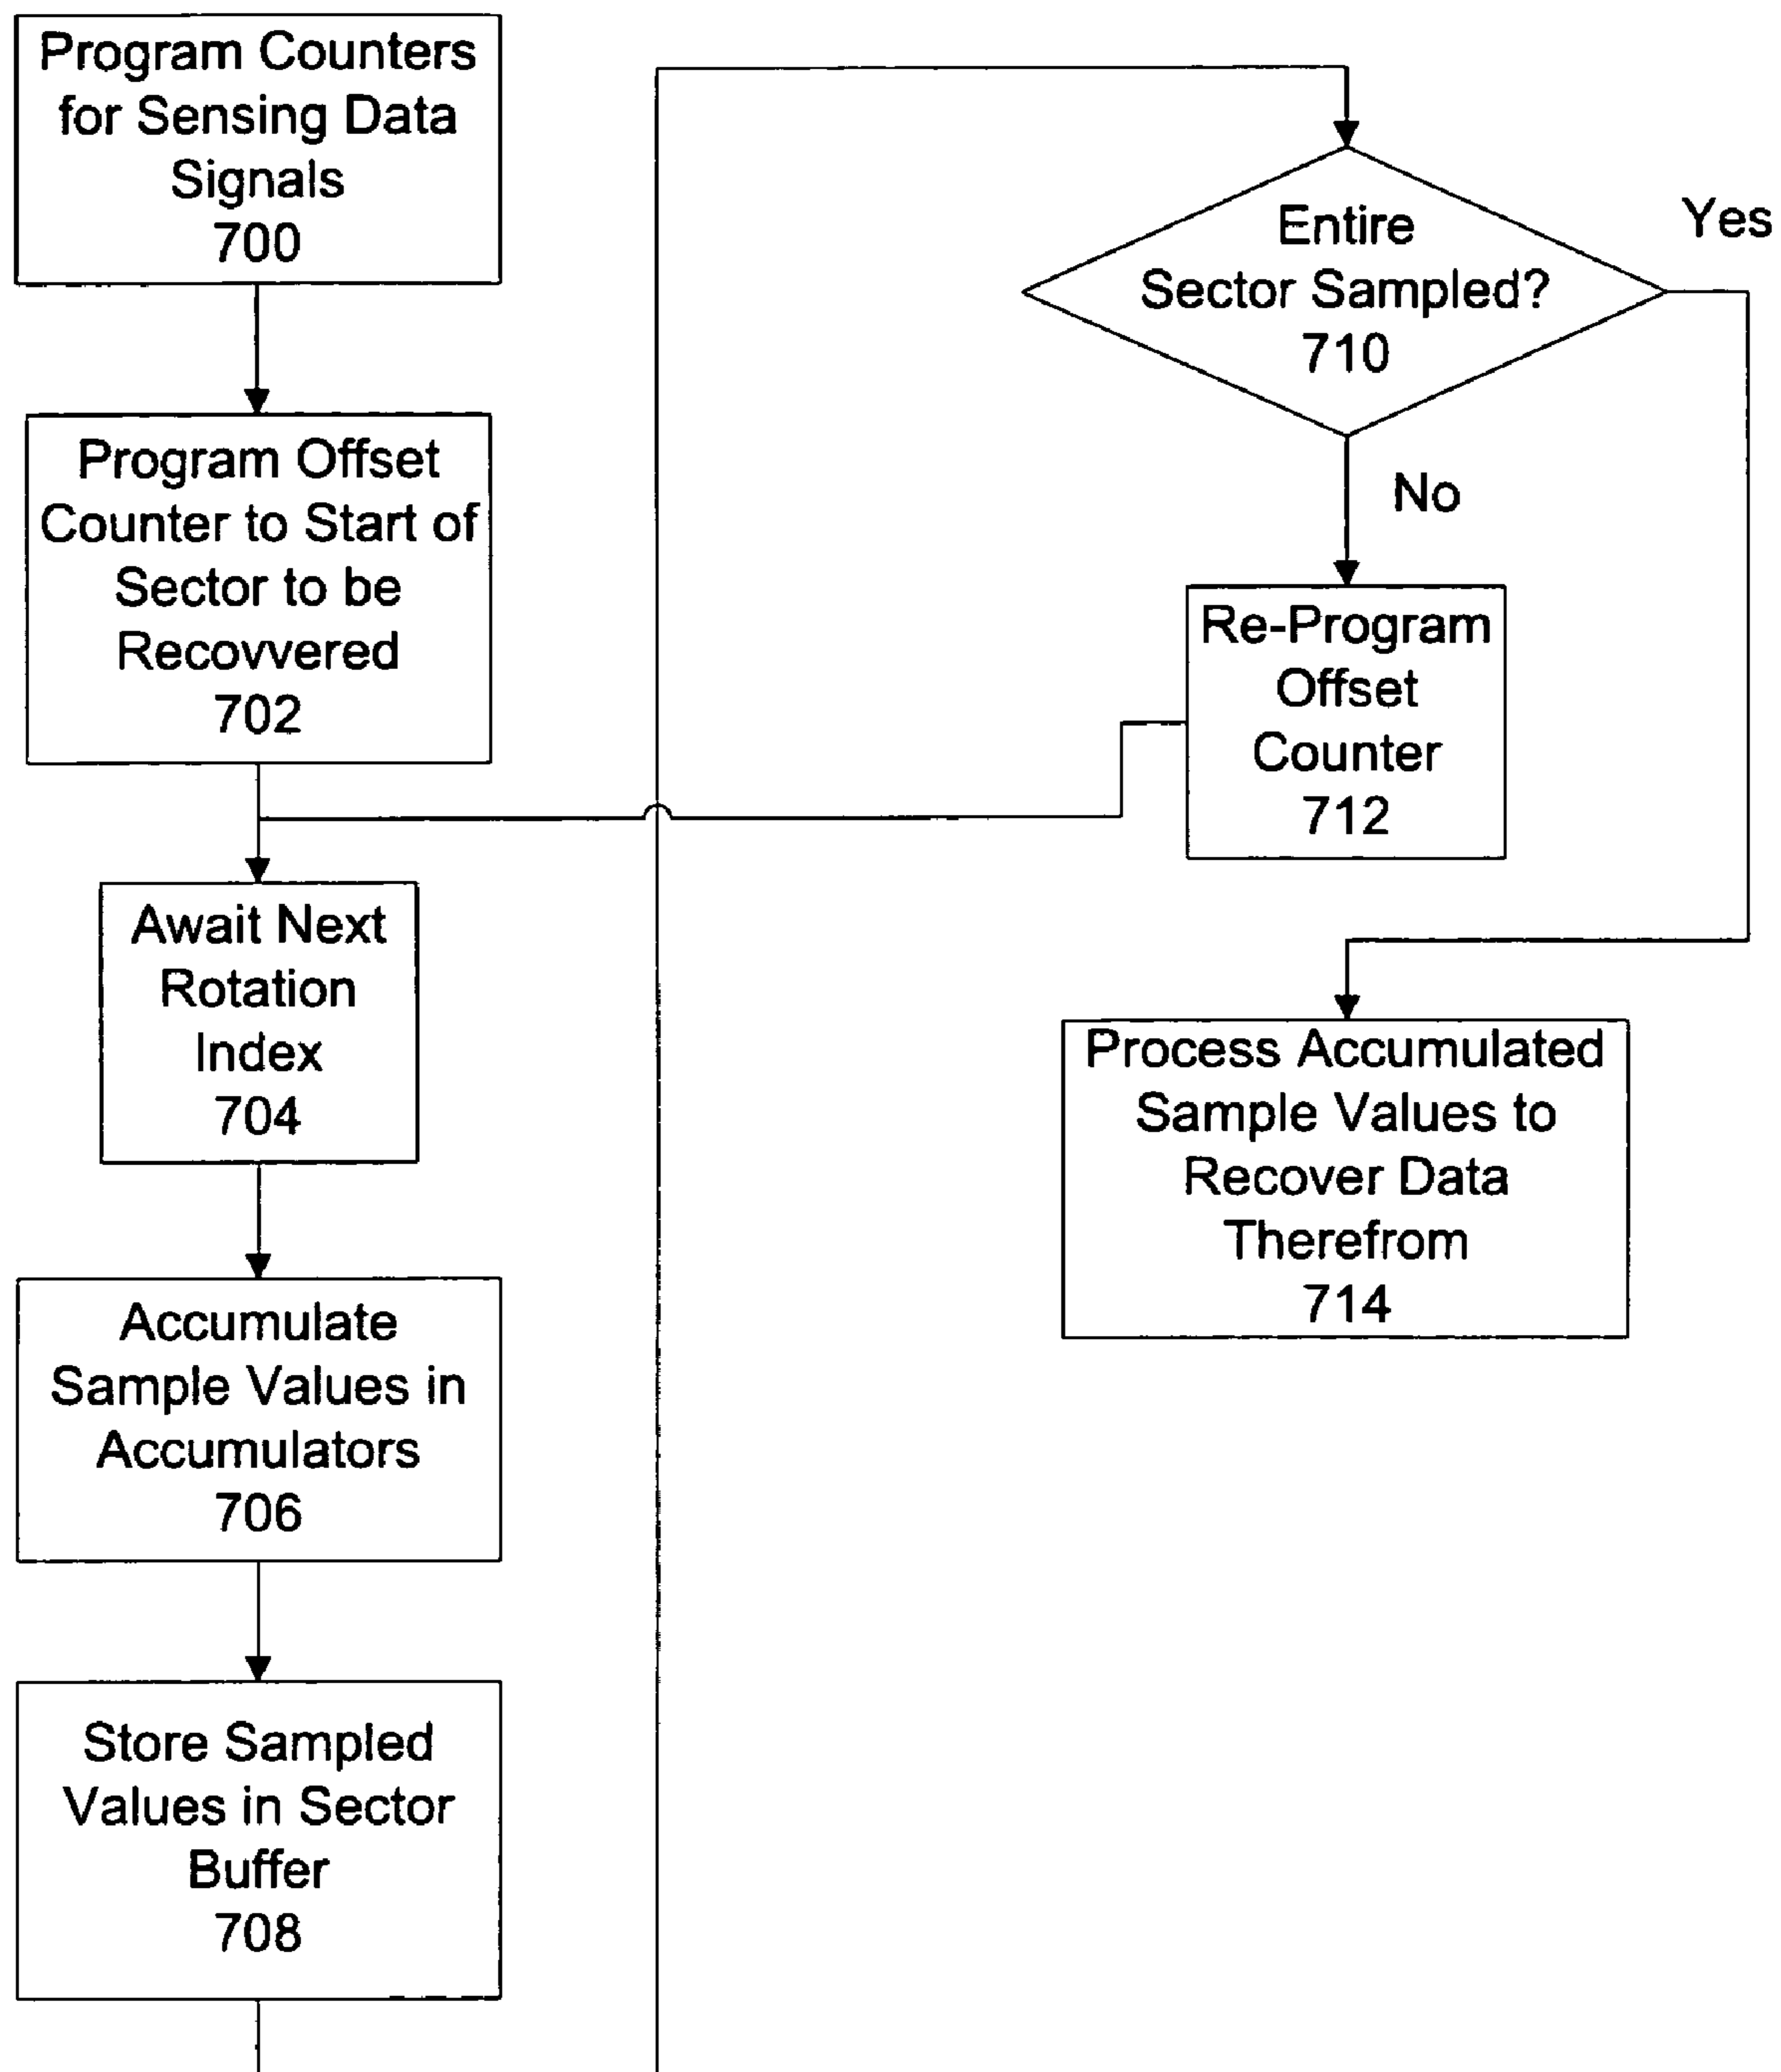 Program Counters
for Sensing Data
Signals
700
Program Offset
Counter to Start of
Sector to be
Recovvered
702
Await Next
Rotation
Index
704
Accumulate
Sample Values in
Accumulators
706
Store Sampled
Values in Sector
Buffer
708
Entire
Sector Sampled?
710
Yes
No
Re-Program
Offset
Counter
712
Process Accumulated
Sample Values to
Recover Data
Therefrom
714